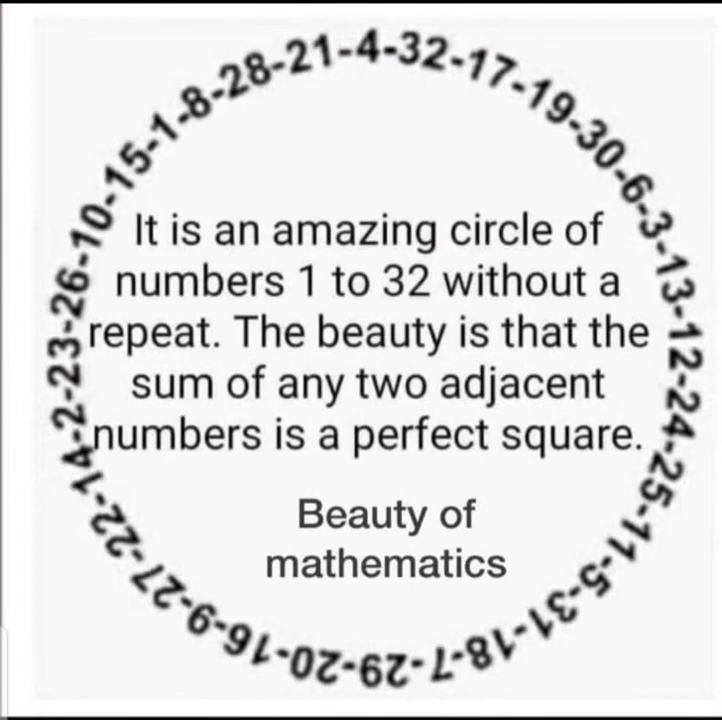 1-8-28-21-4-32-17-19-30-6-3-13-12-24-25-11-5-31-18-7-29-20-16-9-27-22-14-2-23-26-10-15-
It is an amazing circle of
numbers 1 to 32 without a
repeat. The beauty is that the
sum of any two adjacent
numbers is a perfect square.
Beauty of
mathematics